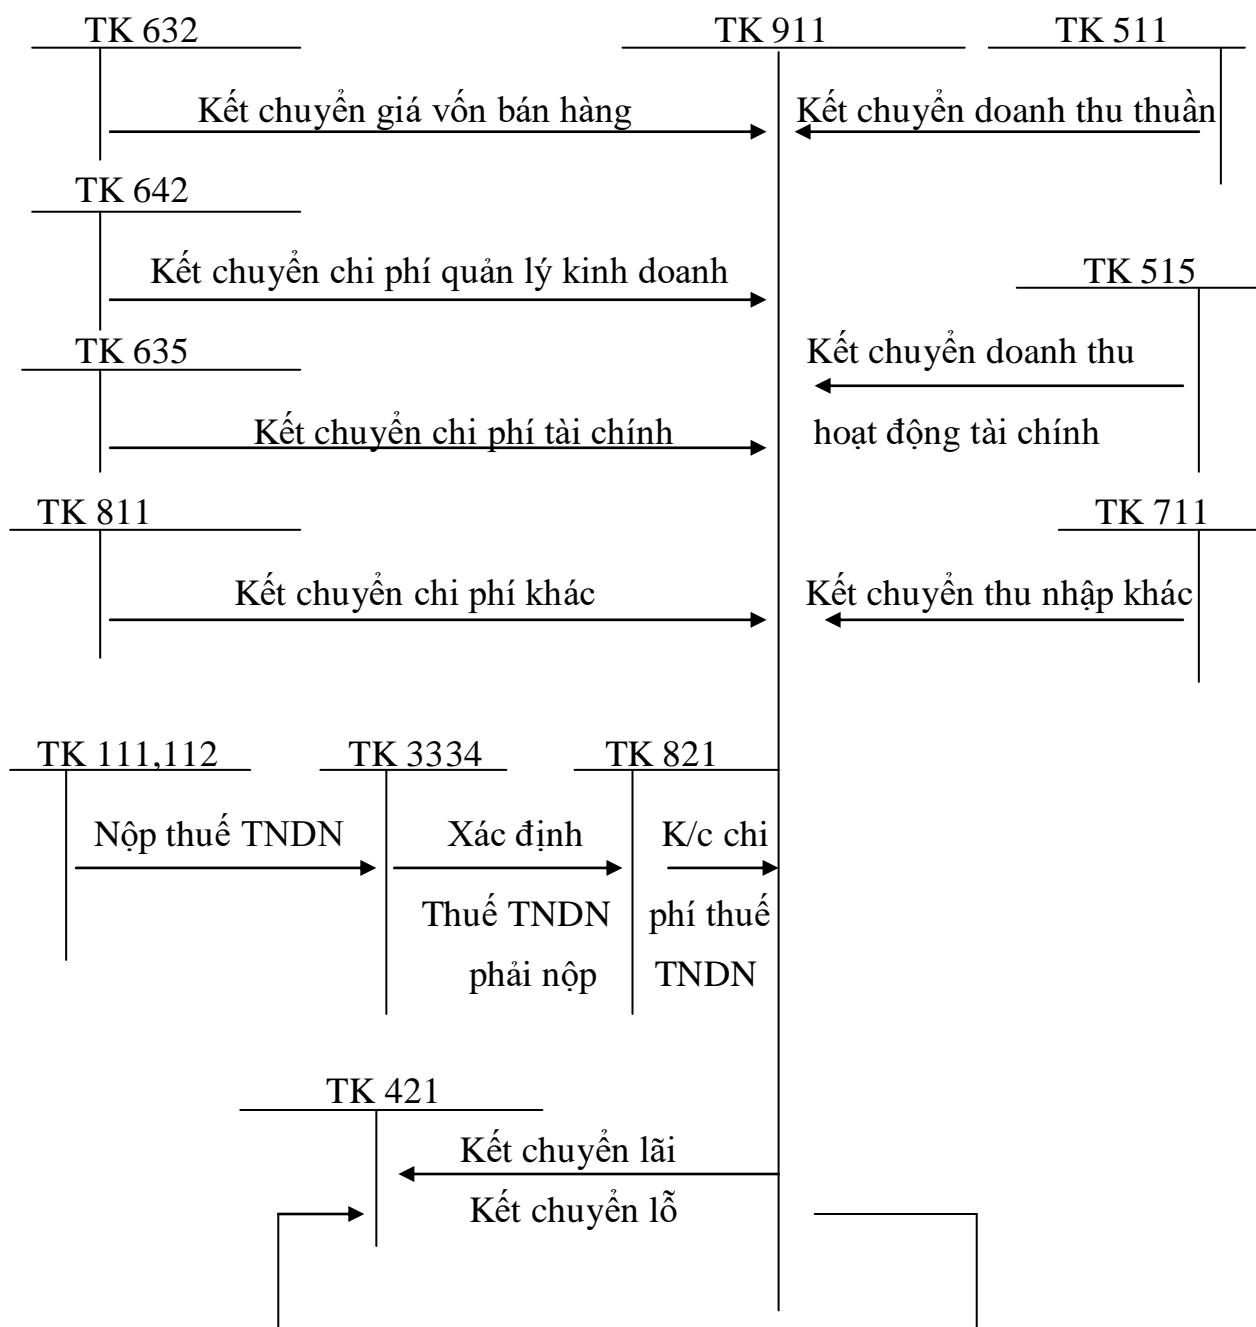 TK 632
TK 911
TK 511
Kết chuyển giá vốn bán hàng
Kết chuyển doanh thu thuần
TK 642
Kết chuyển chi phí quản lý kinh doanh
TK 515
TK 635
Kết chuyển doanh thu
Kết chuyển chi phí tài chính
hoạt động tài chính
TK 811
TK 711
Kết chuyển chi phí khác
Kết chuyển thu nhập khác
TK 111,112
TK 3334
TK 821
Nộp thuế TNDN
Xác định
K/c chi
Thuế TNDN
phí thuế
phải nộp
TNDN
TK 421
Kết chuyển lãi
Kết chuyển lỗ